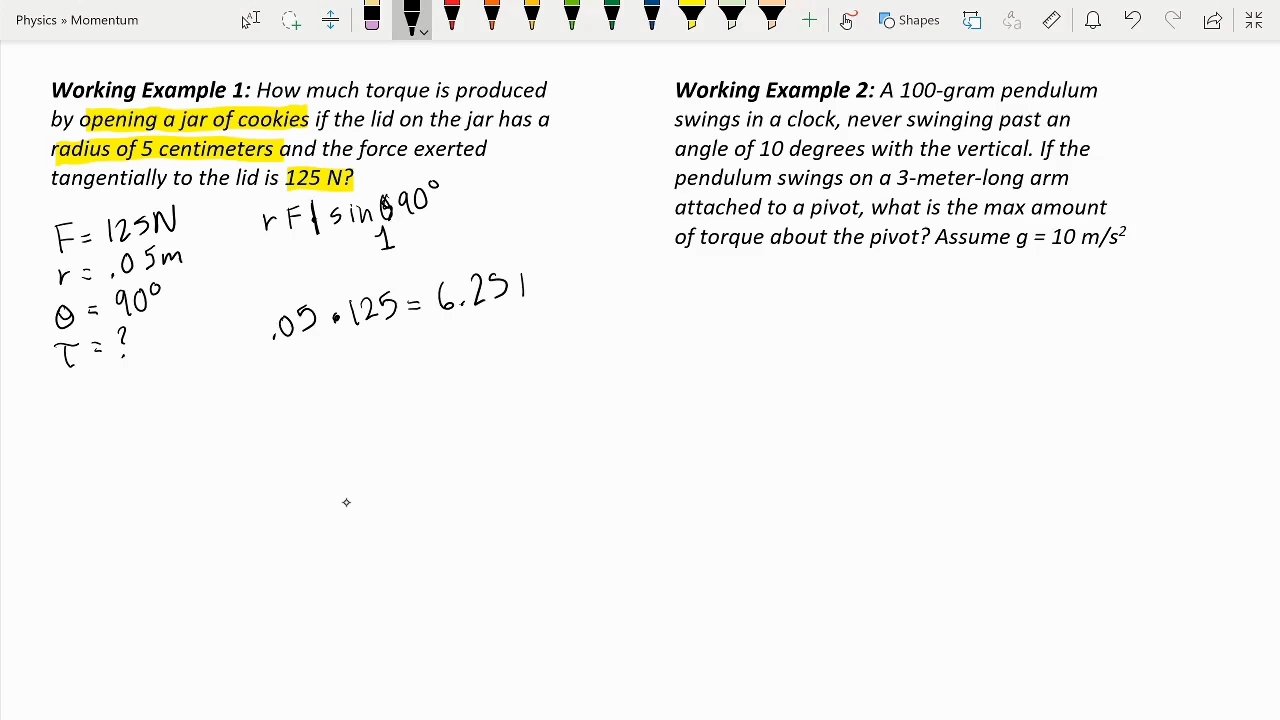 Physics » Momentum
Shapes
Working Example 1: How much torque is produced
by opening a jar of cookies if the lid on the jar has a
radius of 5 centimeters and the force exerted
tangentially to the lid is 125 N?
F = 125N
r = .05m
θ = 90°
τ = ?
r F sin 90°
1
.05 • 125 = 6.25
Working Example 2: A 100-gram pendulum
swings in a clock, never swinging past an
angle of 10 degrees with the vertical. If the
pendulum swings on a 3-meter-long arm
attached to a pivot, what is the max amount
of torque about the pivot? Assume g = 10 m/s²